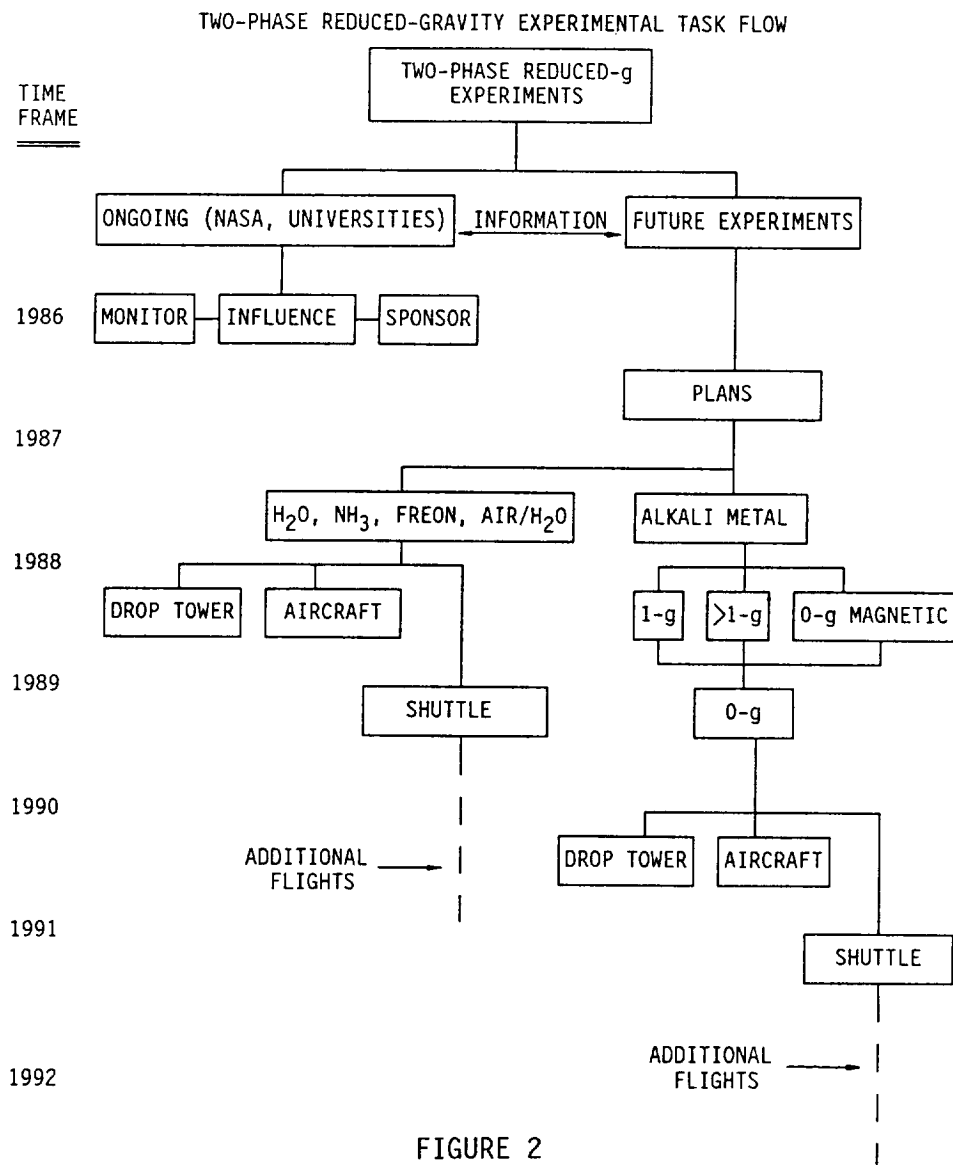 TWO-PHASE REDUCED-GRAVITY EXPERIMENTAL TASK FLOW
TWO-PHASE REDUCED-g
EXPERIMENTS
TIME
FRAME
ONGOING (NASA, UNIVERSITIES)
INFORMATION
FUTURE EXPERIMENTS
1986
MONITOR
INFLUENCE
SPONSOR
PLANS
1987
H₂O, NH₃, FREON, AIR/H₂O
ALKALI METAL
1988
DROP TOWER
AIRCRAFT
1-g
>1-g
0-g MAGNETIC
1989
SHUTTLE
0-g
1990
DROP TOWER
AIRCRAFT
ADDITIONAL
FLIGHTS
1991
SHUTTLE
ADDITIONAL
FLIGHTS
1992
FIGURE 2